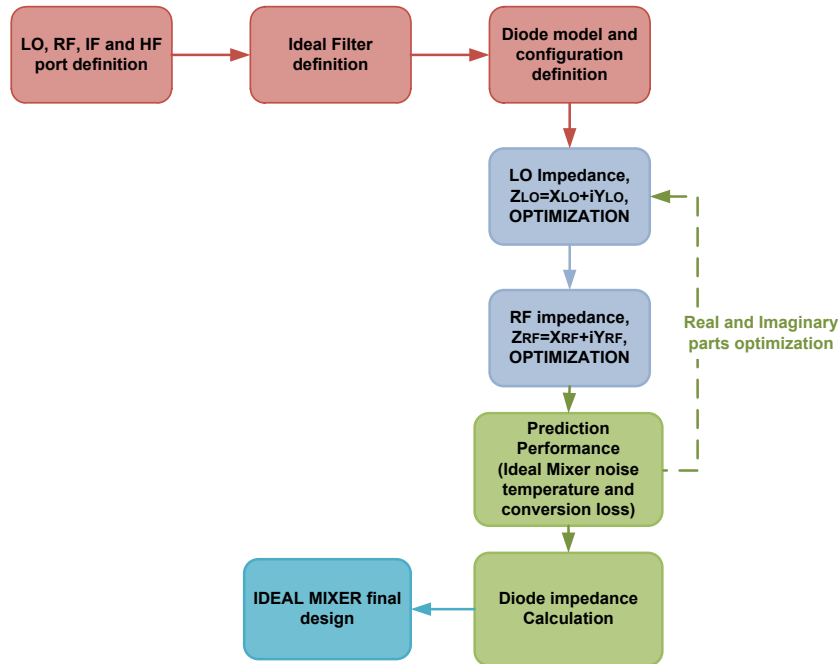 LO, RF, IF and HF
port definition
Ideal Filter
definition
Diode model and
configuration
definition
LO Impedance,
ZLO=XLO+iYLO,
OPTIMIZATION
RF impedance,
ZRF=XRF+iYRF,
OPTIMIZATION
Real and Imaginary
parts optimization
Prediction
Performance
(Ideal Mixer noise
temperature and
conversion loss)
Diode impedance
Calculation
IDEAL MIXER final
design